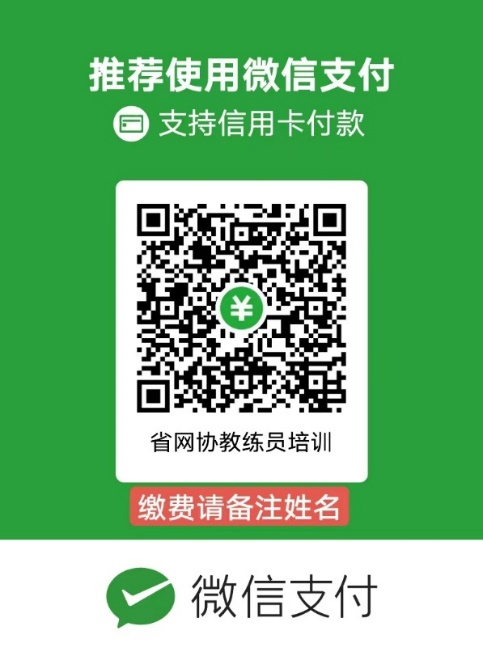 推荐使用微信支付
支持信用卡付款
¥
省网协教练员培训
缴费请备注姓名
微信支付